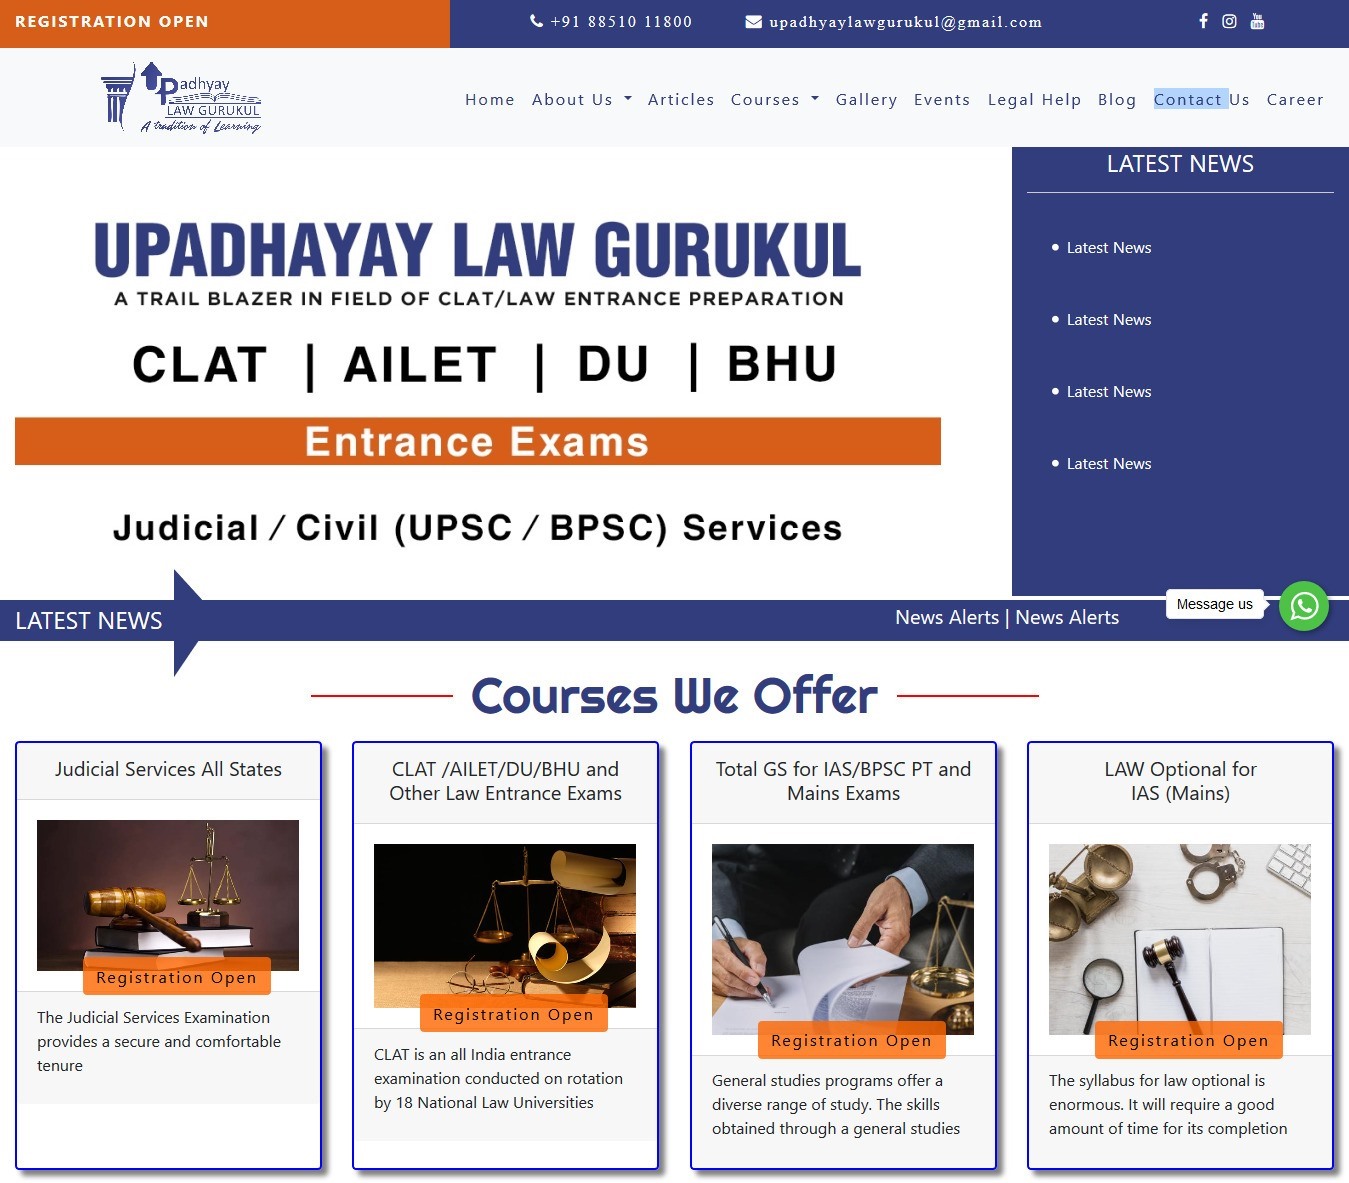 REGISTRATION OPEN
+91 88510 11800
upadhyaylawgurukul@gmail.com
You Tube
UPadhyay
LAW GURUKUL
A tradition of Learning
Home About Us Articles Courses Gallery Events Legal Help Blog Contact Us Career
LATEST NEWS
Latest News
Latest News
Latest News
Latest News
UPADHAYAY LAW GURUKUL
A TRAIL BLAZER IN FIELD OF CLAT/LAW ENTRANCE PREPARATION
CLAT | AILET | DU | BHU
Entrance Exams
Judicial / Civil (UPSC / BPSC) Services
LATEST NEWS
News Alerts | News Alerts
Message us
Courses We Offer
Judicial Services All States
Registration Open
The Judicial Services Examination
provides a secure and comfortable
tenure
CLAT /AILET/DU/BHU and
Other Law Entrance Exams
Registration Open
CLAT is an all India entrance
examination conducted on rotation
by 18 National Law Universities
Total GS for IAS/BPSC PT and
Mains Exams
Registration Open
General studies programs offer a
diverse range of study. The skills
obtained through a general studies
LAW Optional for
IAS (Mains)
Registration Open
The syllabus for law optional is
enormous. It will require a good
amount of time for its completion